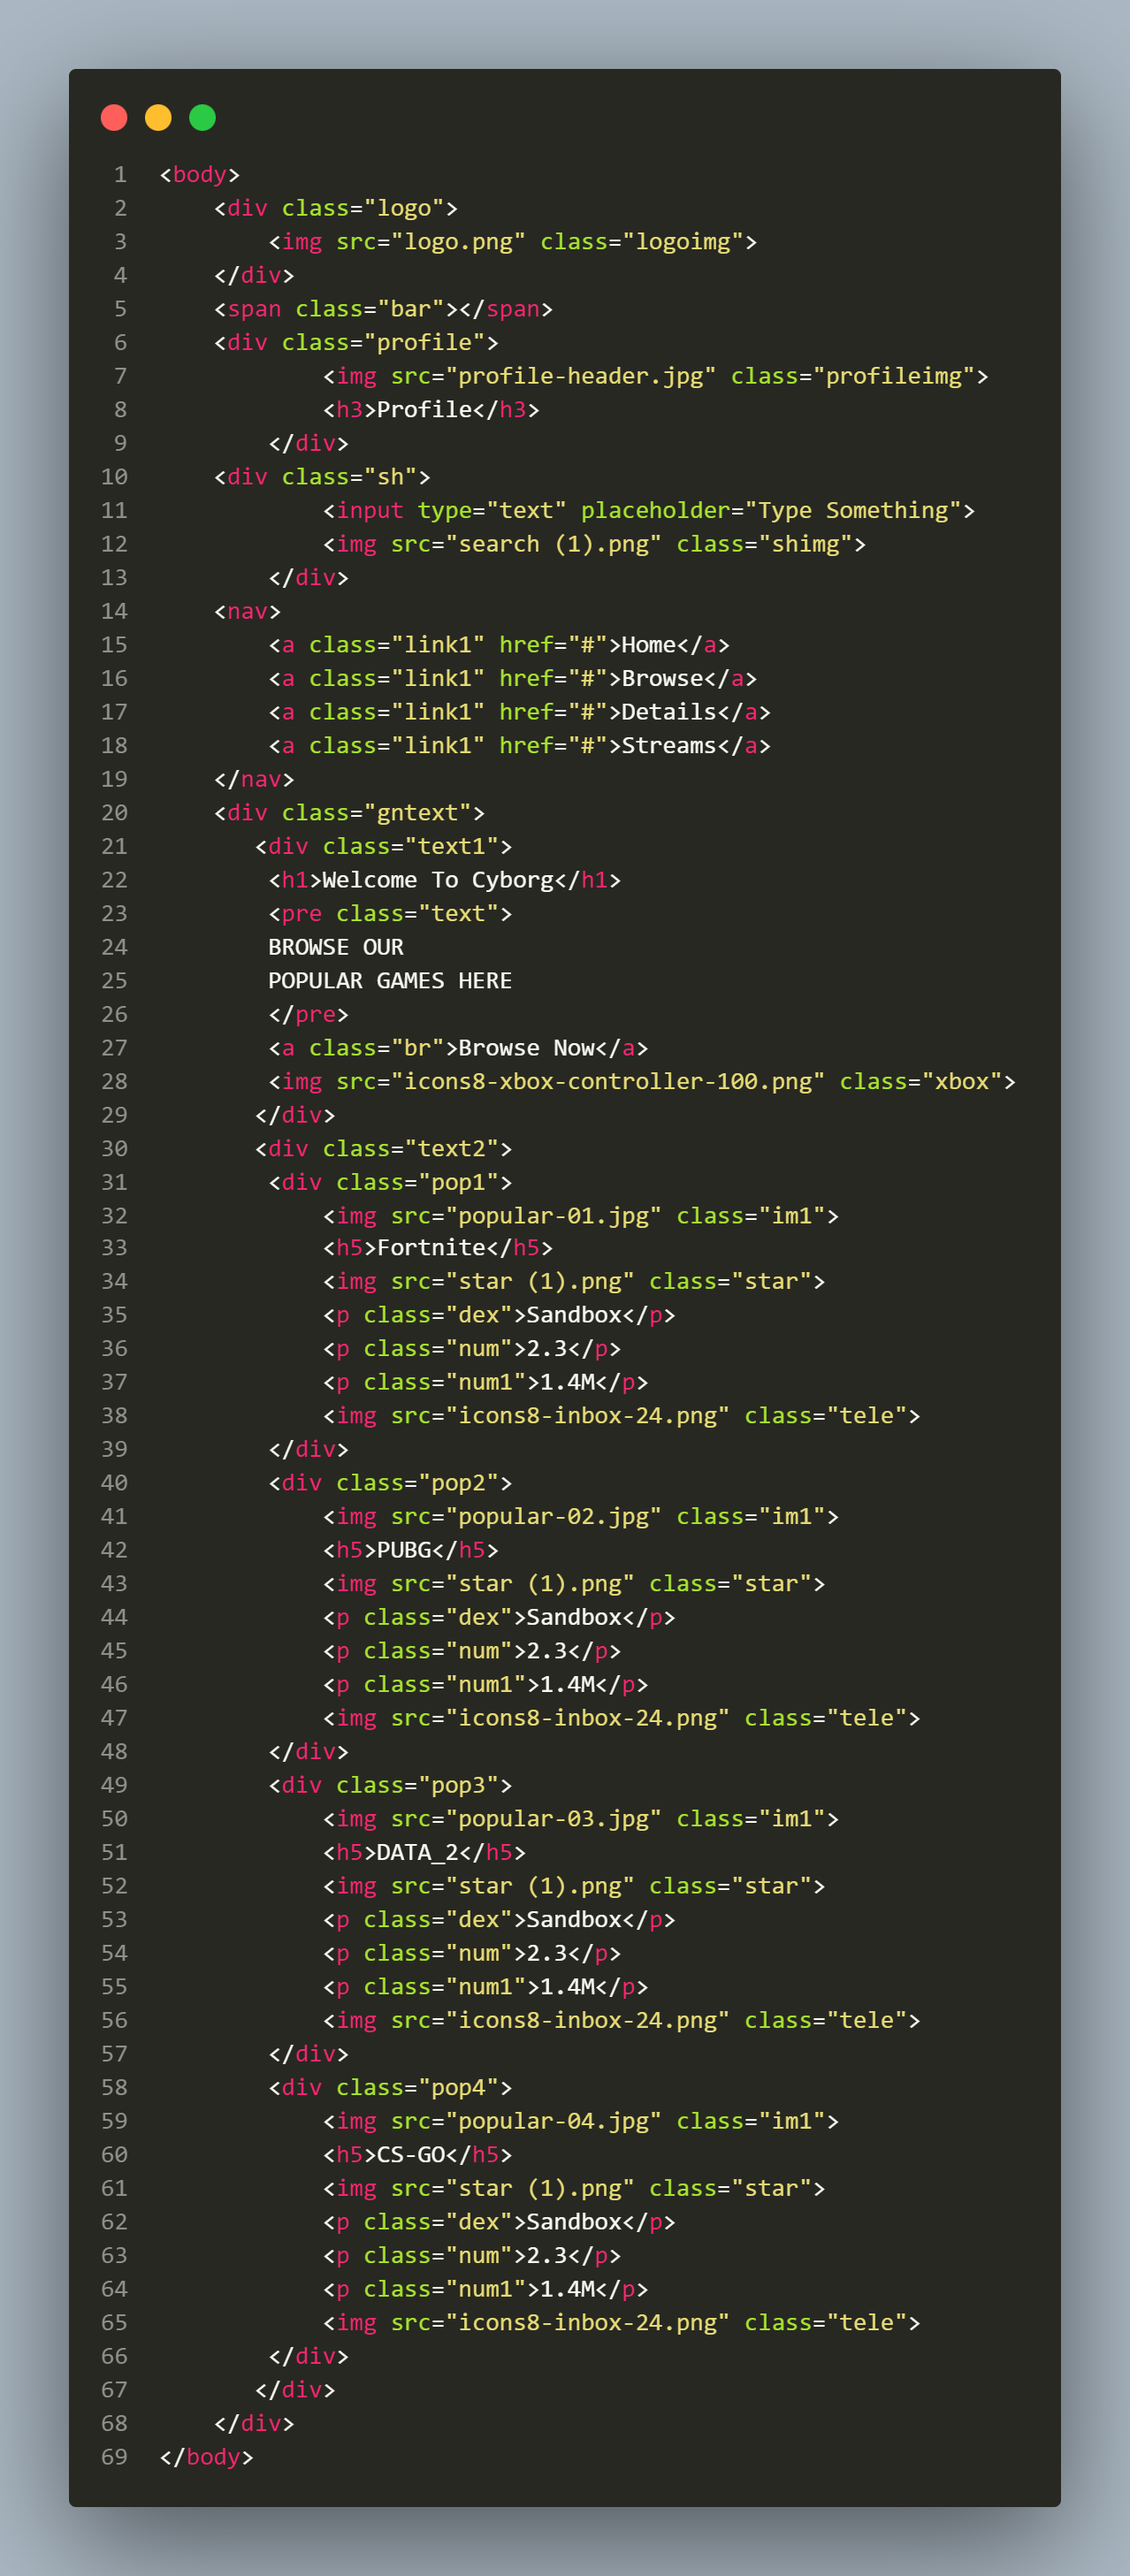 1 <body>
2     <div class="logo">
3         <img src="logo.png" class="logoimg">
4     </div>
5     <span class="bar"></span>
6     <div class="profile">
7             <img src="profile-header.jpg" class="profileimg">
8             <h3>Profile</h3>
9         </div>
10     <div class="sh">
11             <input type="text" placeholder="Type Something">
12             <img src="search (1).png" class="shimg">
13         </div>
14     <nav>
15         <a class="link1" href="#">Home</a>
16         <a class="link1" href="#">Browse</a>
17         <a class="link1" href="#">Details</a>
18         <a class="link1" href="#">Streams</a>
19     </nav>
20     <div class="gntext">
21        <div class="text1">
22         <h1>Welcome To Cyborg</h1>
23         <pre class="text">
24         BROWSE OUR
25         POPULAR GAMES HERE
26         </pre>
27         <a class="br">Browse Now</a>
28         <img src="icons8-xbox-controller-100.png" class="xbox">
29        </div>
30        <div class="text2">
31         <div class="pop1">
32             <img src="popular-01.jpg" class="im1">
33             <h5>Fortnite</h5>
34             <img src="star (1).png" class="star">
35             <p class="dex">Sandbox</p>
36             <p class="num">2.3</p>
37             <p class="num1">1.4M</p>
38             <img src="icons8-inbox-24.png" class="tele">
39         </div>
40         <div class="pop2">
41             <img src="popular-02.jpg" class="im1">
42             <h5>PUBG</h5>
43             <img src="star (1).png" class="star">
44             <p class="dex">Sandbox</p>
45             <p class="num">2.3</p>
46             <p class="num1">1.4M</p>
47             <img src="icons8-inbox-24.png" class="tele">
48         </div>
49         <div class="pop3">
50             <img src="popular-03.jpg" class="im1">
51             <h5>DATA_2</h5>
52             <img src="star (1).png" class="star">
53             <p class="dex">Sandbox</p>
54             <p class="num">2.3</p>
55             <p class="num1">1.4M</p>
56             <img src="icons8-inbox-24.png" class="tele">
57         </div>
58         <div class="pop4">
59             <img src="popular-04.jpg" class="im1">
60             <h5>CS-GO</h5>
61             <img src="star (1).png" class="star">
62             <p class="dex">Sandbox</p>
63             <p class="num">2.3</p>
64             <p class="num1">1.4M</p>
65             <img src="icons8-inbox-24.png" class="tele">
66         </div>
67        </div>
68     </div>
69 </body>